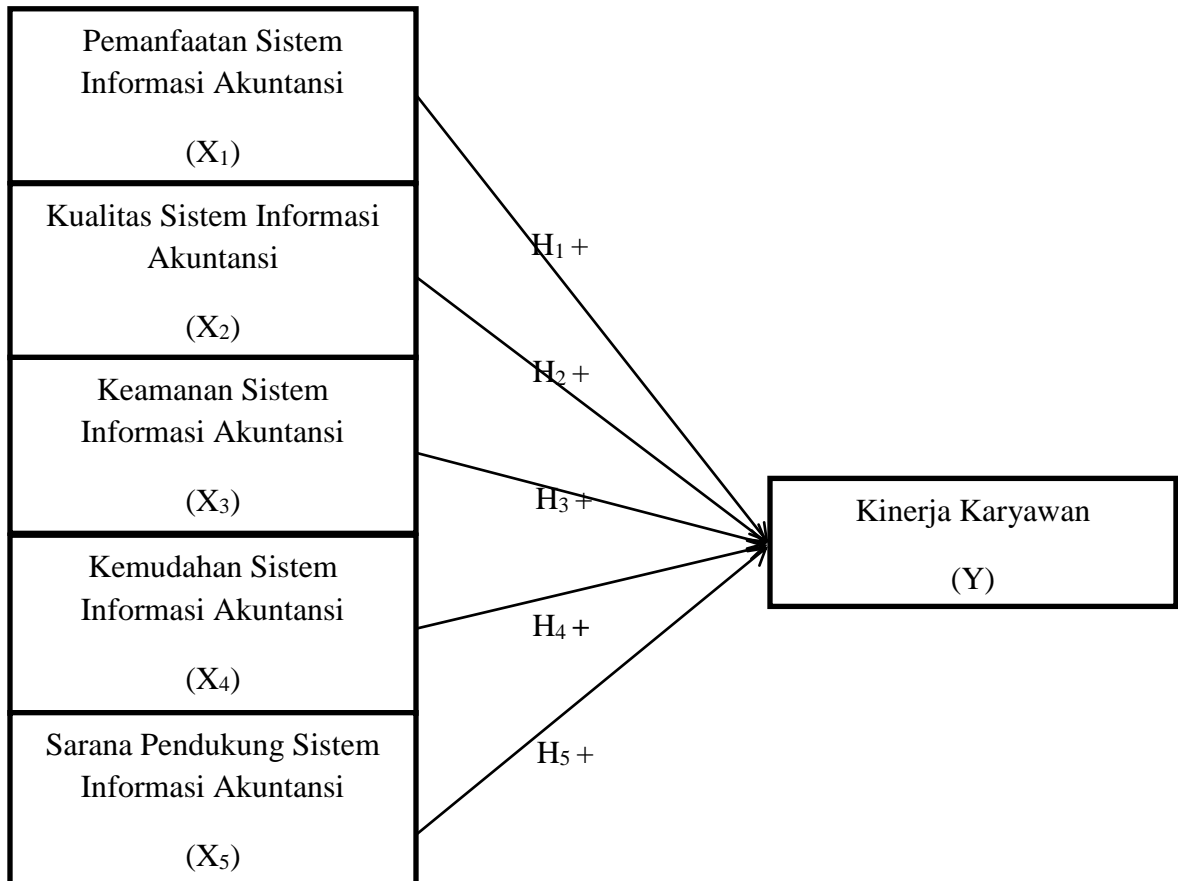 Pemanfaatan Sistem
Informasi Akuntansi
(X₁)
Kualitas Sistem Informasi
Akuntansi
(X₂)
Keamanan Sistem
Informasi Akuntansi
(X₃)
Kemudahan Sistem
Informasi Akuntansi
(X₄)
Sarana Pendukung Sistem
Informasi Akuntansi
(X₅)
H₁ +
H₂ +
H₃ +
H₄ +
H₅ +
Kinerja Karyawan
(Y)